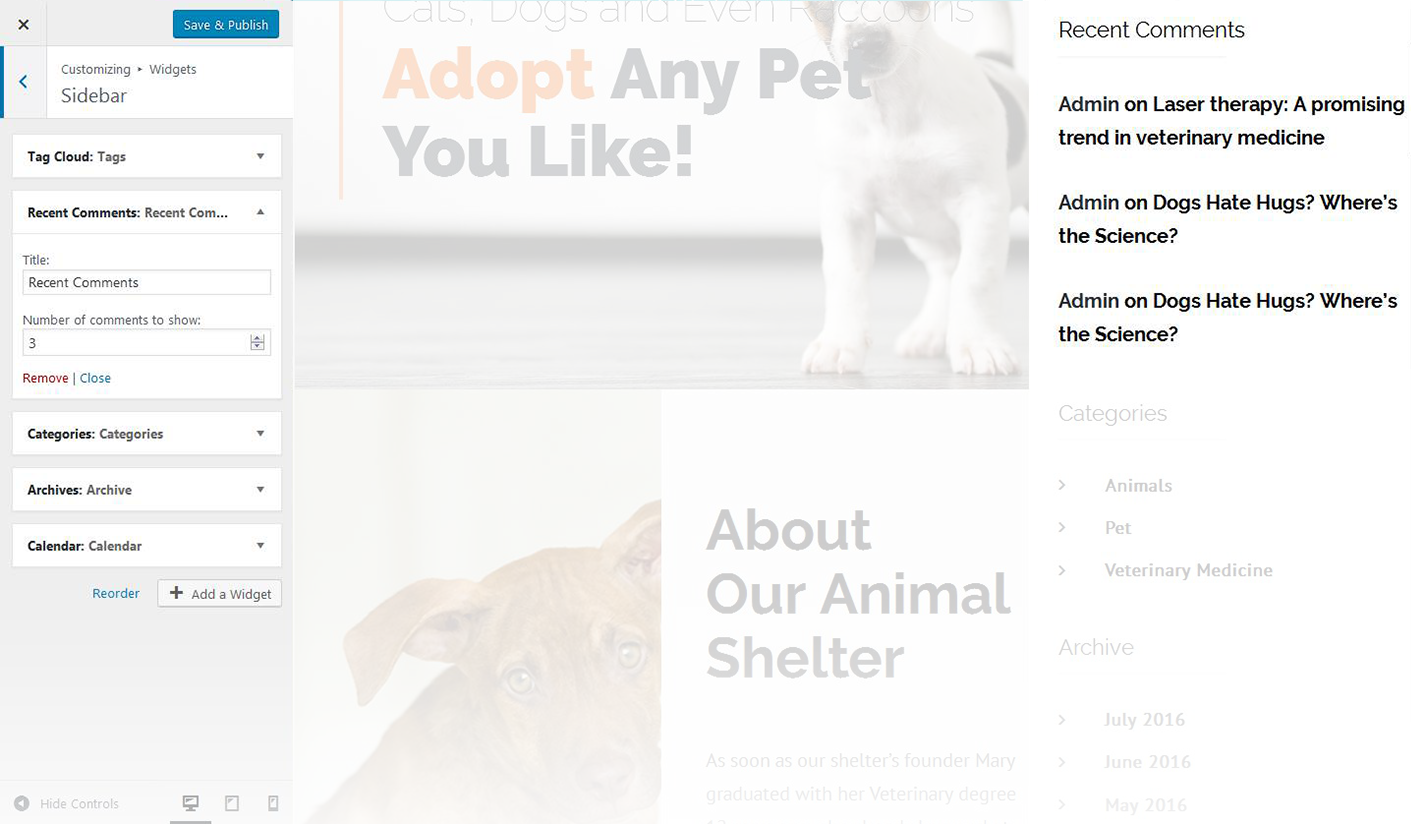 Save & Publish
Customizing ▸ Widgets
Sidebar
Tag Cloud: Tags
Recent Comments: Recent Com...
Title:
Recent Comments
Number of comments to show:
3
Remove | Close
Categories: Categories
Archives: Archive
Calendar: Calendar
Reorder
Add a Widget
Hide Controls
Cats, Dogs and Even Raccoons
Adopt Any Pet
You Like!
About
Our Animal
Shelter
As soon as our shelter's founder Mary
graduated with her Veterinary degree
Recent Comments
Admin on Laser therapy: A promising
trend in veterinary medicine
Admin on Dogs Hate Hugs? Where's
the Science?
Admin on Dogs Hate Hugs? Where's
the Science?
Categories
Animals
Pet
Veterinary Medicine
Archive
July 2016
June 2016
May 2016